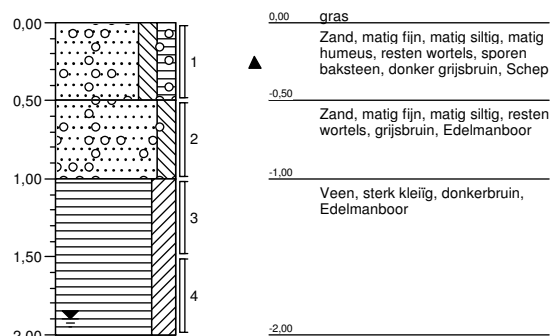 0,00
0,50
1,00
1,50
2,00
1
2
3
4
0,00
gras
Zand, matig fijn, matig siltig, matig
humeus, resten wortels, sporen
baksteen, donker grijsbruin, Schep
-0,50
Zand, matig fijn, matig siltig, resten
wortels, grijsbruin, Edelmanboor
-1,00
Veen, sterk kleiïg, donkerbruin,
Edelmanboor
-2,00